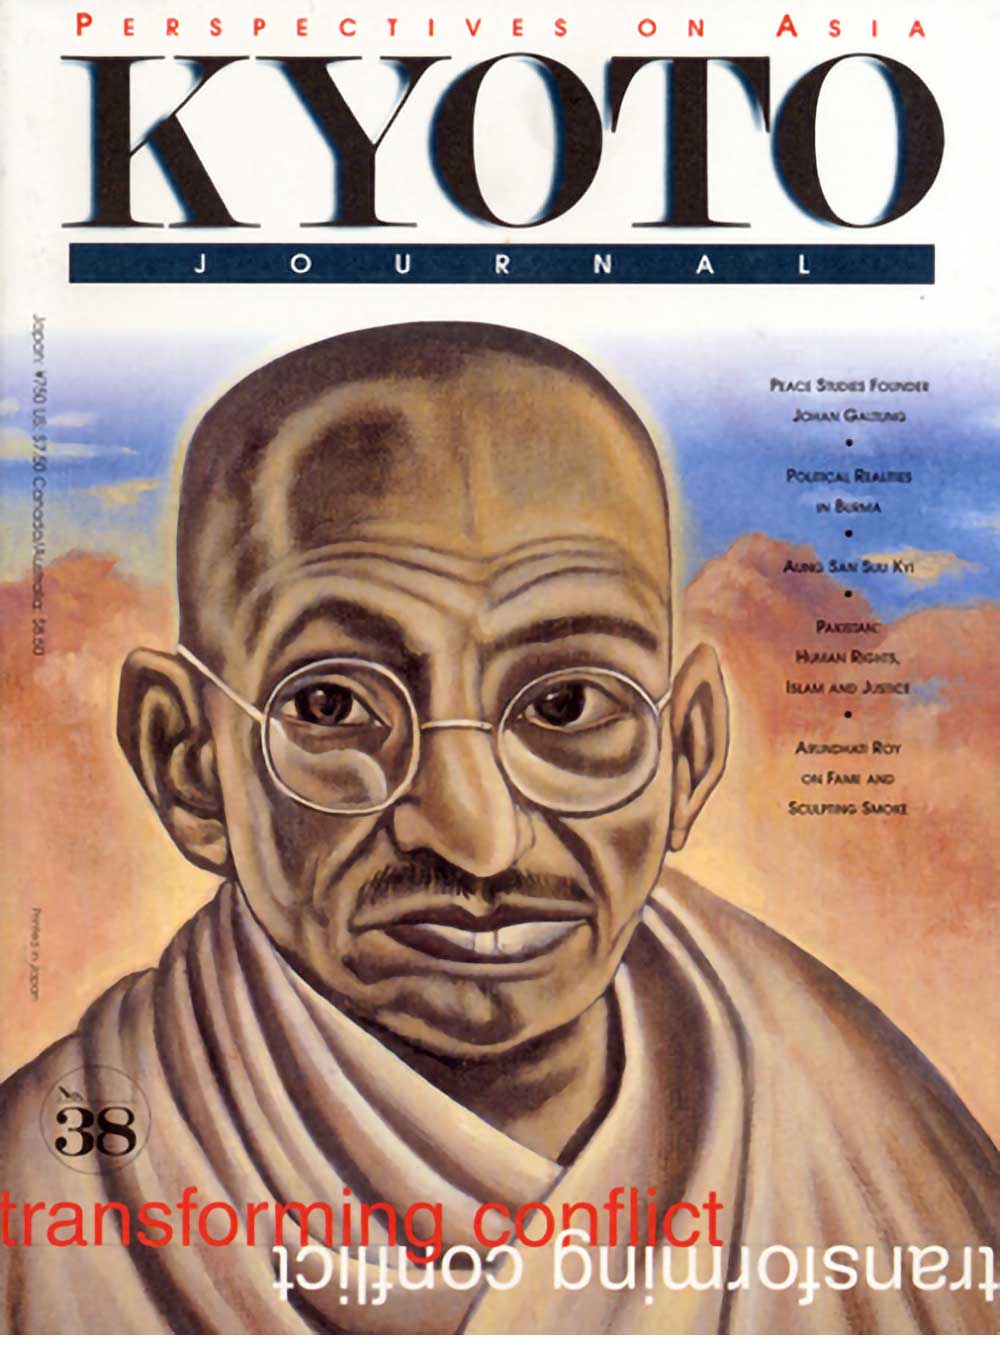 PERSPECTIVES ON ASIA
KYOTO
JOURNAL
Japan: ¥750 US: $7.50 Canada/Australia: $8.50
PEACE STUDIES FOUNDER
JOHAN GALTUNG
•
POLITICAL REALITIES
IN BURMA
•
AUNG SAN SUU KYI
•
PAKISTAN:
HUMAN RIGHTS,
ISLAM AND JUSTICE
•
ARUNDHATI ROY
ON FAME AND
SCULPTING SMOKE
Printed in Japan
No.
38
transforming conflict
transforming conflict